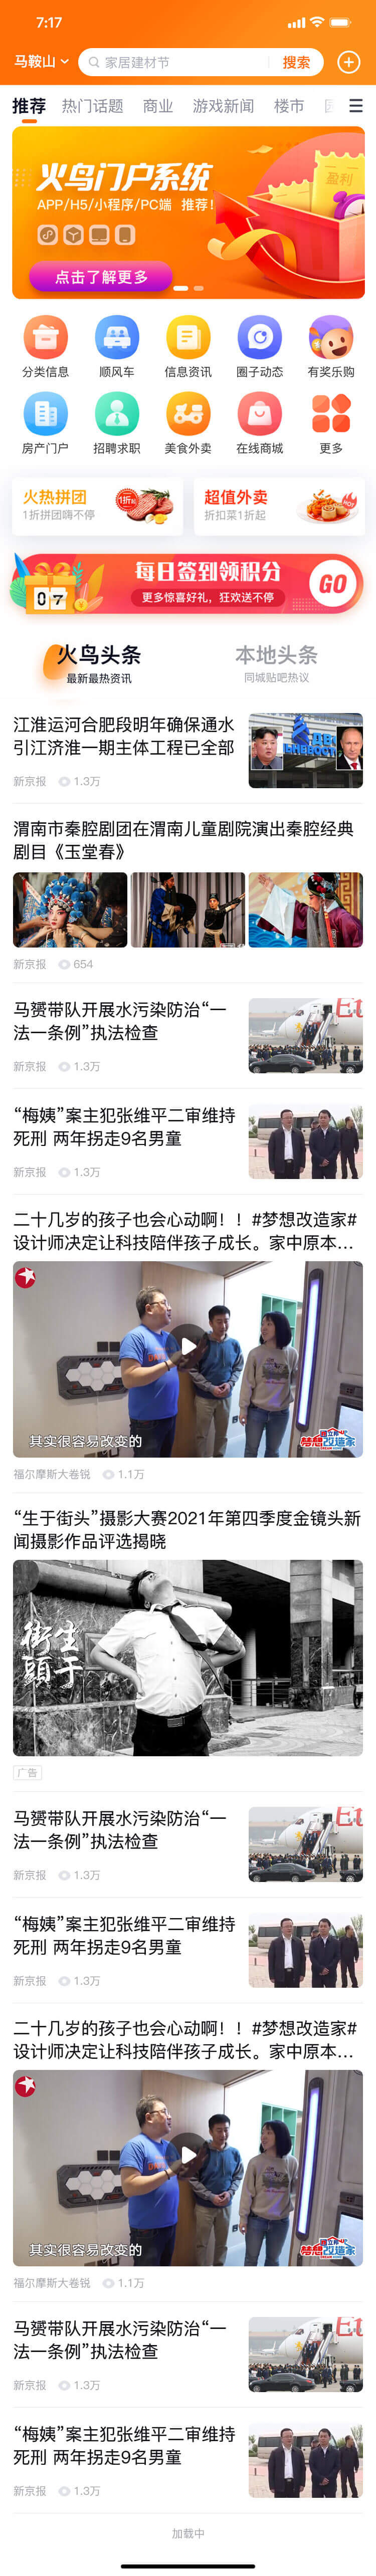 7:17
马鞍山
家居建材节
搜索
推荐 热门话题 商业 游戏新闻 楼市
火鸟门户系统
APP/H5/小程序/PC端 推荐!
盈利
点击了解更多
分类信息 顺风车 信息资讯 圈子动态 有奖乐购
房产门户 招聘求职 美食外卖 在线商城 更多
火热拼团
1折拼团嗨不停
1折起
超值外卖
折扣菜1折起
HOT
每日签到领积分
更多惊喜好礼,狂欢送不停
07
GO
火鸟头条 本地头条
最新最热资讯 同城贴吧热议
江淮运河合肥段明年确保通水
引江济淮一期主体工程已全部
新京报 1.3万
渭南市秦腔剧团在渭南儿童剧院演出秦腔经典
剧目《玉堂春》
新京报 654
马赟带队开展水污染防治“一
法一条例”执法检查
新京报 1.3万
“梅姨”案主犯张维平二审维持
死刑 两年拐走9名男童
新京报 1.3万
二十几岁的孩子也会心动啊!！#梦想改造家#
设计师决定让科技陪伴孩子成长。家中原本...
其实很容易改变的
梦想改造家
福尔摩斯大卷锐 1.1万
“生于街头”摄影大赛2021年第四季度金镜头新
闻摄影作品评选揭晓
生于
街頭
广告
马赟带队开展水污染防治“一
法一条例”执法检查
新京报 1.3万
“梅姨”案主犯张维平二审维持
死刑 两年拐走9名男童
新京报 1.3万
二十几岁的孩子也会心动啊!！#梦想改造家#
设计师决定让科技陪伴孩子成长。家中原本...
其实很容易改变的
梦想改造家
福尔摩斯大卷锐 1.1万
马赟带队开展水污染防治“一
法一条例”执法检查
新京报 1.3万
“梅姨”案主犯张维平二审维持
死刑 两年拐走9名男童
新京报 1.3万
加载中